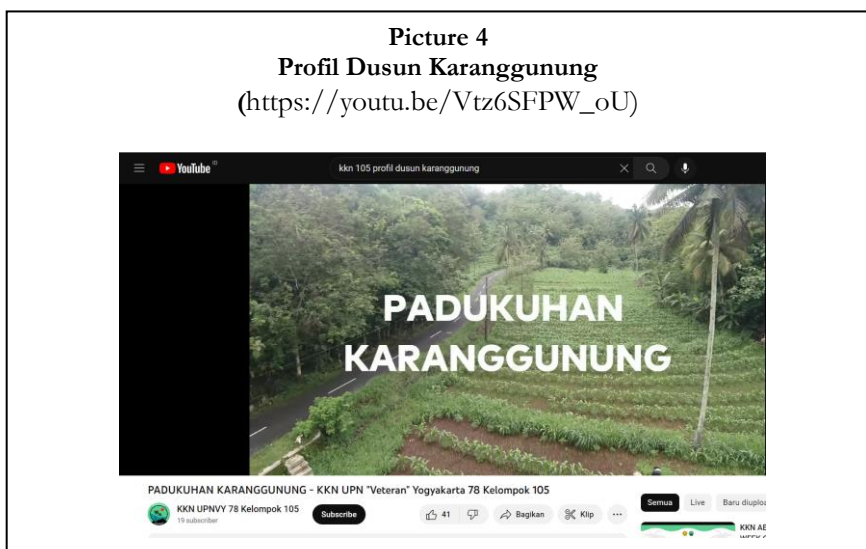 Picture 4
Profil Dusun Karanggunung
(https://youtu.be/Vtz6SFPW_oU)
YouTube ID
kkn 105 profil dusun karanggunung
PADUKUHAN
KARANGGUNUNG
PADUKUHAN KARANGGUNUNG - KKN UPN "Veteran" Yogyakarta 78 Kelompok 105
KKN UPNVY 78 Kelompok 105
19 subscriber
Subscribe
41
Bagikan
Klip
Semua
Live
Baru diuploa
KKN AB